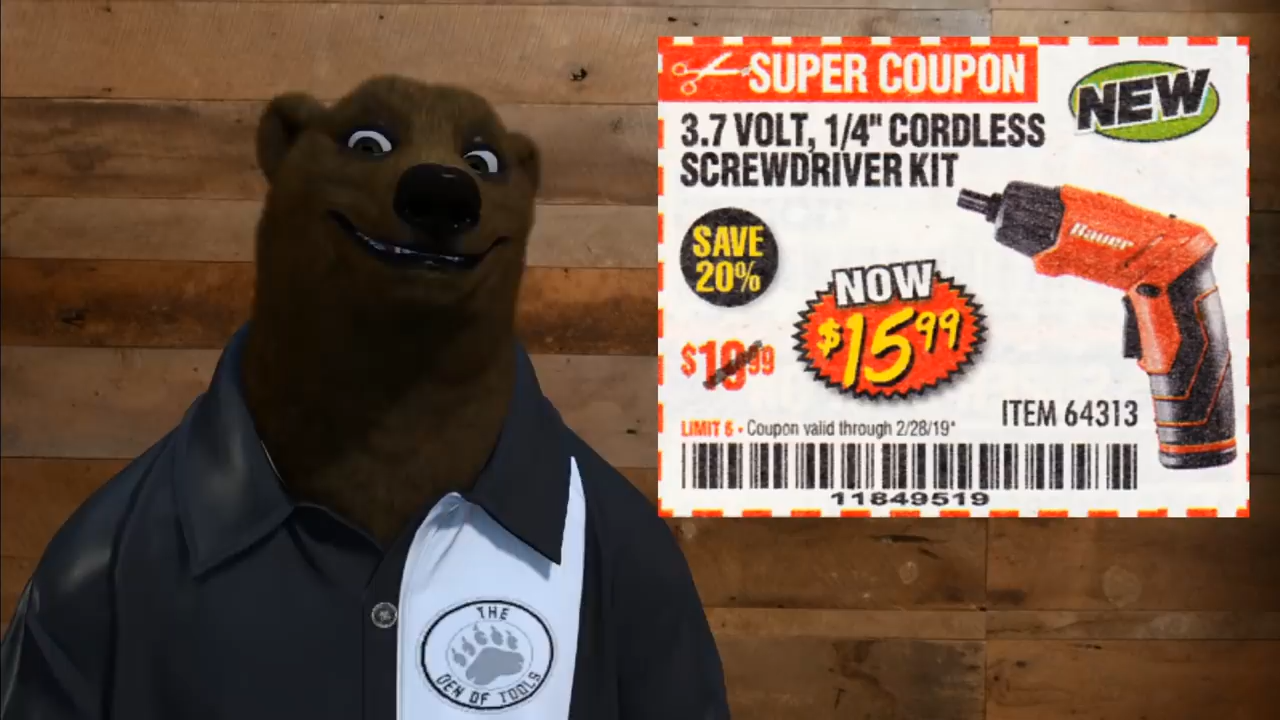 SUPER COUPON
NEW
3.7 VOLT, 1/4" CORDLESS
SCREWDRIVER KIT
Bauer
SAVE
20%
NOW
$15.99
$19.99
ITEM 64313
LIMIT 6 • Coupon valid through 2/28/19*
11849519
THE
DEN OF TOOLS